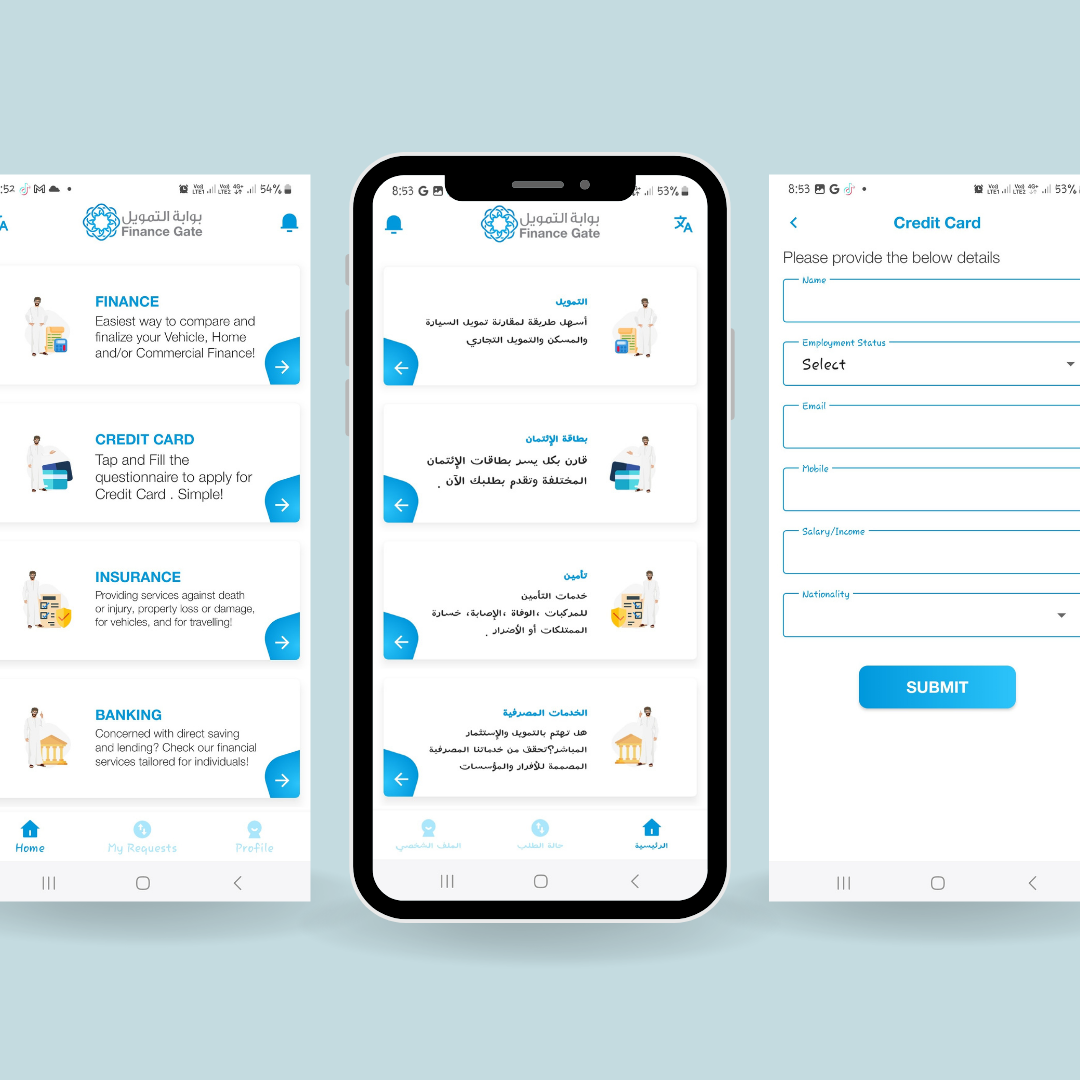 :52
54%
بوابة التمويل
Finance Gate
FINANCE
Easiest way to compare and
finalize your Vehicle, Home
and/or Commercial Finance!
CREDIT CARD
Tap and Fill the
questionnaire to apply for
Credit Card . Simple!
INSURANCE
Providing services against death
or injury, property loss or damage,
for vehicles, and for travelling!
BANKING
Concerned with direct saving
and lending? Check our financial
services tailored for individuals!
Home
My Requests
Profile
8:53
53%
بوابة التمويل
Finance Gate
التمويل
أسهل طريقة لمقارنة تمويل السيارة
والمسكن والتمويل التجاري
بطاقة الإئتمان
قارن بكل يسر بطاقات الإئتمان
المختلفة وتقدم بطلبك الآن .
تأمين
خدمات التأمين
للمركبات ،الوفاة ،الإصابة، خسارة
الممتلكات أو الأضرار .
الخدمات المصرفية
هل تهتم بالتمويل والإستثمار
المباشر؟تحقق من خدماتنا المصرفية
المصممة للأفراد والمؤسسات
الرئيسية
حالة الطلب
الملف الشخصي
8:53
53%
Credit Card
Please provide the below details
Name
Employment Status
Select
Email
Mobile
Salary/Income
Nationality
SUBMIT